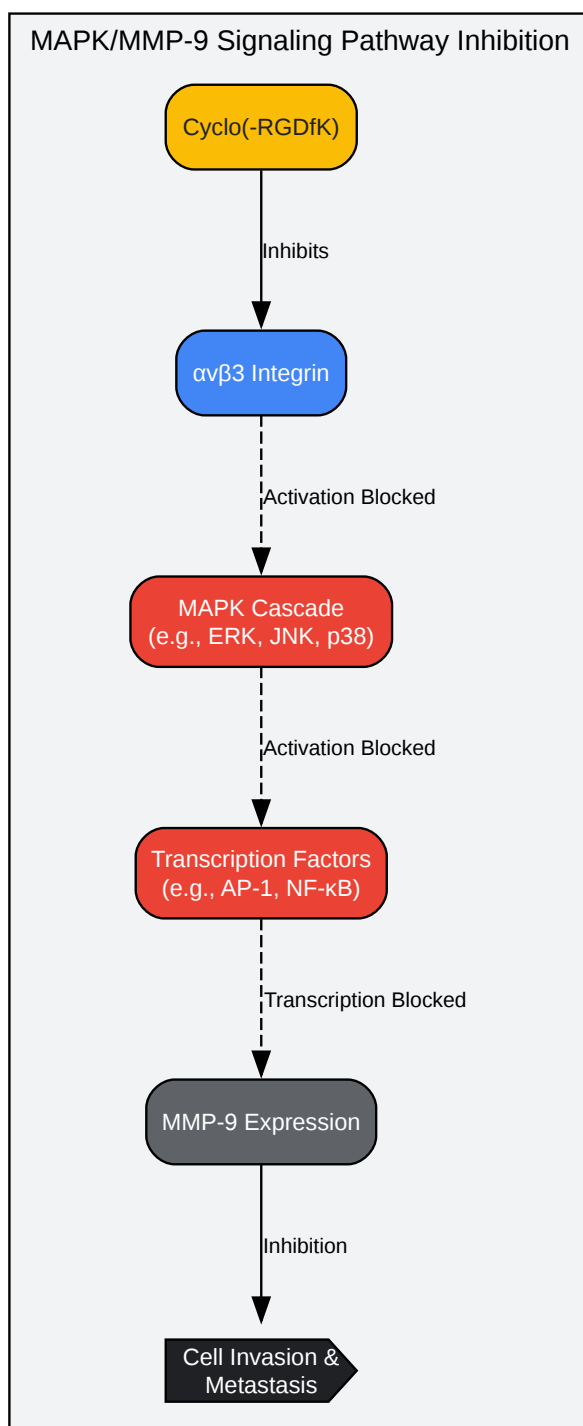 MAPK/MMP-9 Signaling Pathway Inhibition
Cyclo(-RGDfK)
Inhibits
αvβ3 Integrin
Activation Blocked
MAPK Cascade
(e.g., ERK, JNK, p38)
Activation Blocked
Transcription Factors
(e.g., AP-1, NF-κB)
Transcription Blocked
MMP-9 Expression
Inhibition
Cell Invasion &
Metastasis